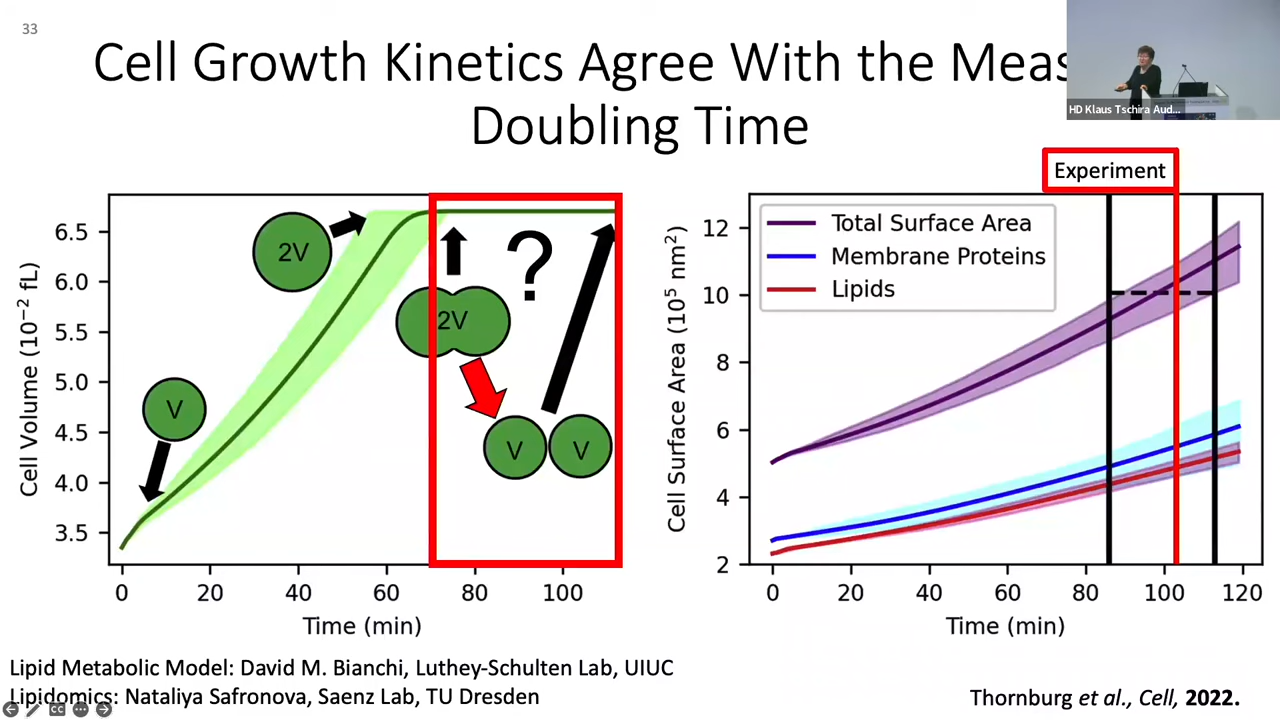 33
Cell Growth Kinetics Agree With the Meas
Doubling Time
HD Klaus Tschira Aud...
Experiment
Cell Volume (10⁻² fL)
6.5
6.0
5.5
5.0
4.5
4.0
3.5
2V
V
2V
?
V
V
0 20 40 60 80 100
Time (min)
Cell Surface Area (10⁵ nm²)
12
10
8
6
4
2
Total Surface Area
Membrane Proteins
Lipids
0 20 40 60 80 100 120
Time (min)
Lipid Metabolic Model: David M. Bianchi, Luthey-Schulten Lab, UIUC
Lipidomics: Nataliya Safronova, Saenz Lab, TU Dresden
Thornburg et al., Cell, 2022.
CC